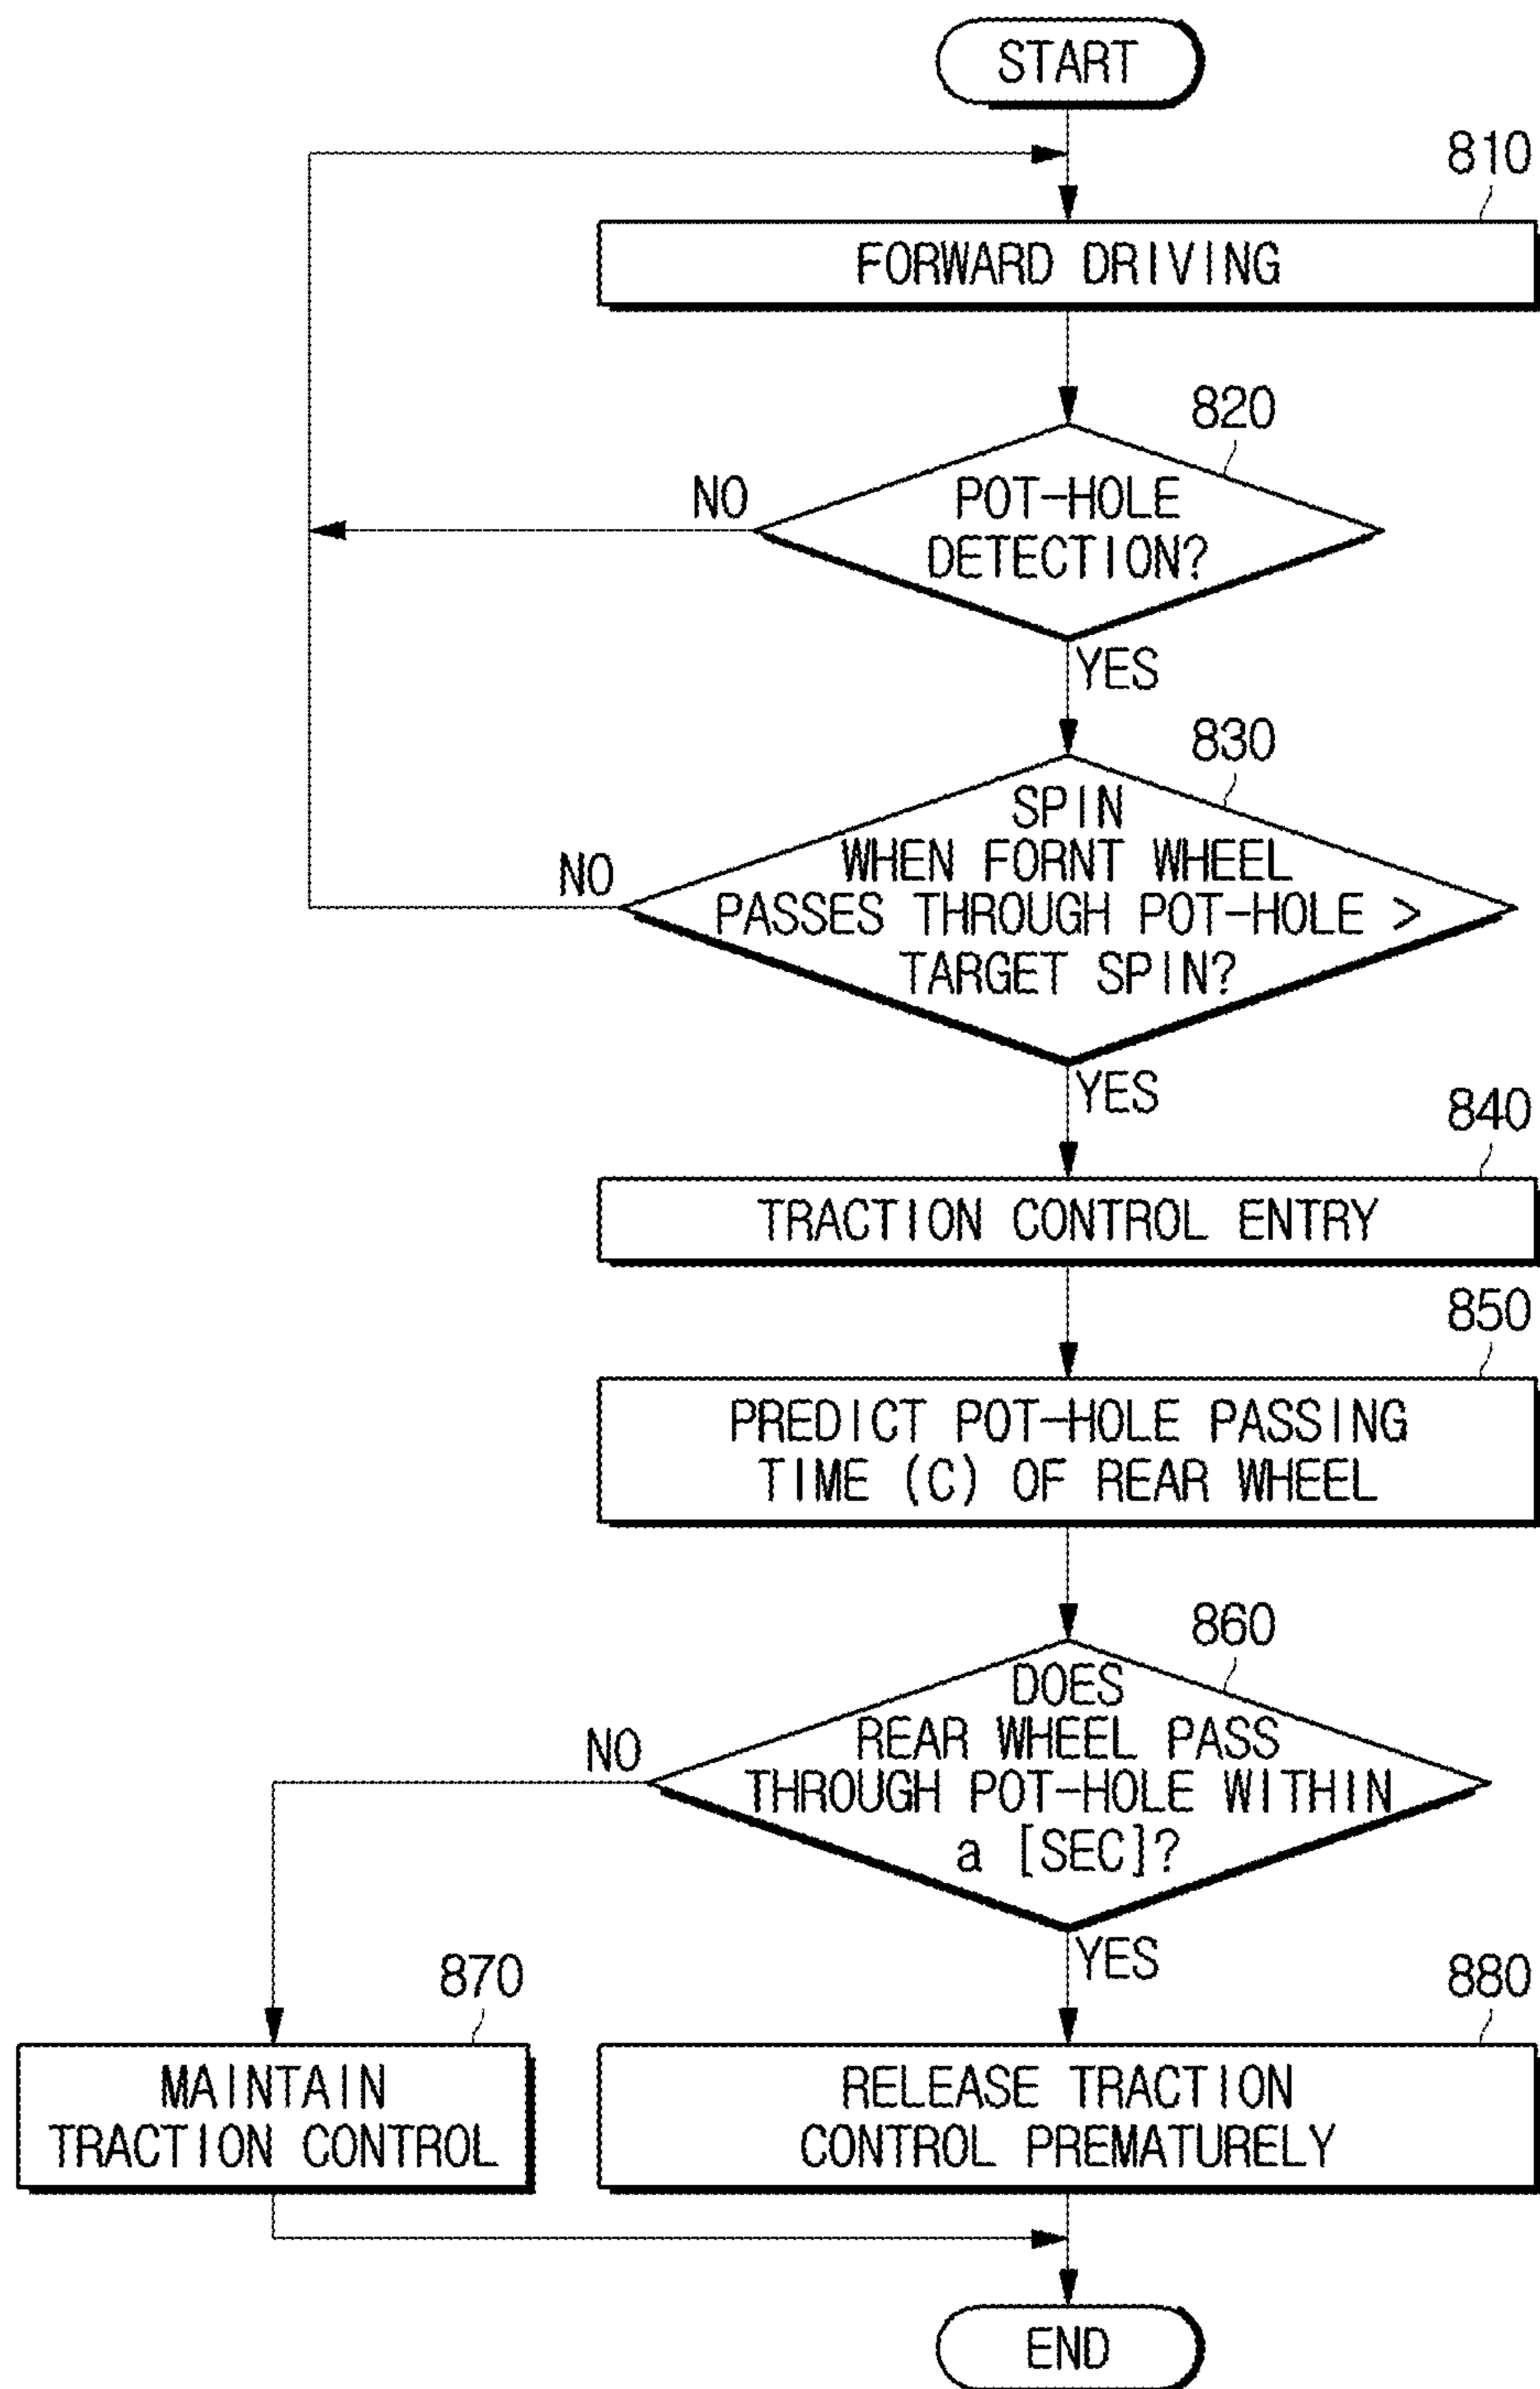 START
810
FORWARD DRIVING
820
POT-HOLE
DETECTION?
NO
YES
830
SPIN
WHEN FORNT WHEEL
PASSES THROUGH POT-HOLE >
TARGET SPIN?
NO
YES
840
TRACTION CONTROL ENTRY
850
PREDICT POT-HOLE PASSING
TIME (C) OF REAR WHEEL
860
DOES
REAR WHEEL PASS
THROUGH POT-HOLE WITHIN
a [SEC]?
NO
YES
870
MAINTAIN
TRACTION CONTROL
880
RELEASE TRACTION
CONTROL PREMATURELY
END